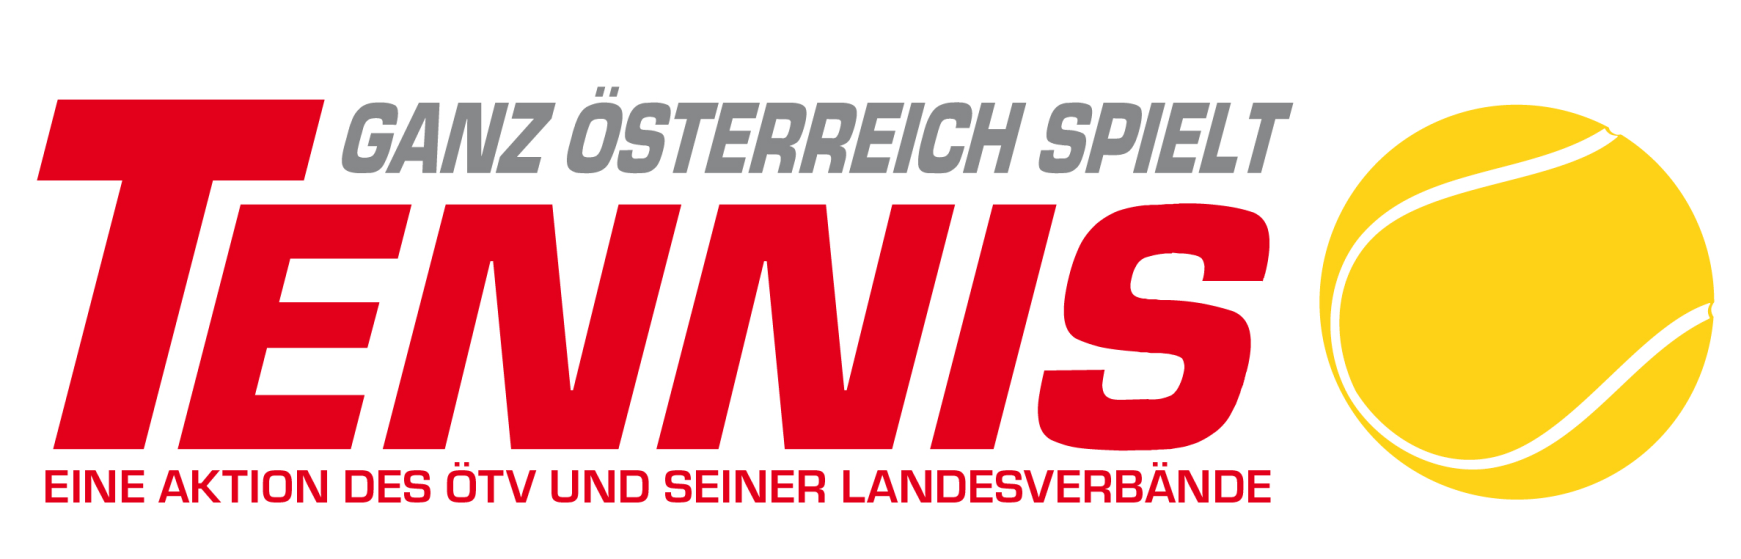 GANZ ÖSTERREICH SPIELT
TENNIS
EINE AKTION DES ÖTV UND SEINER LANDESVERBÄNDE